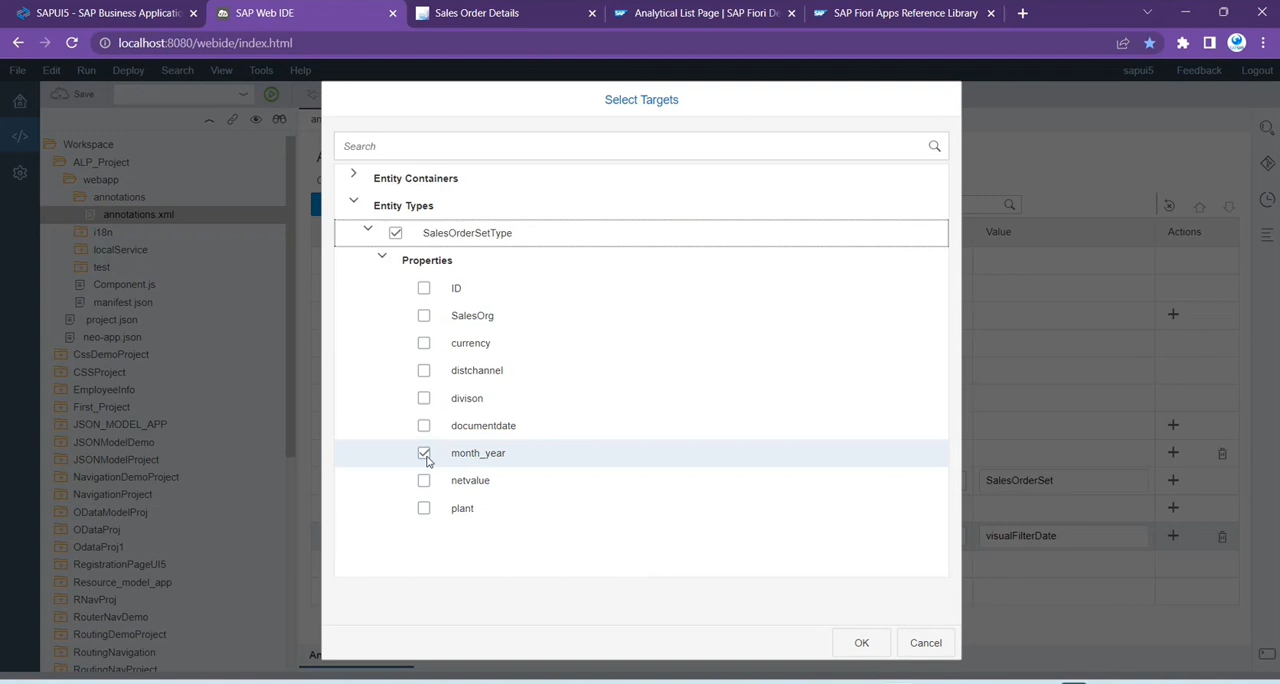 SAPUI5 - SAP Business Applicatio
SAP Web IDE
Sales Order Details
Analytical List Page | SAP Fiori De
SAP Fiori Apps Reference Library
localhost:8080/webide/index.html
File Edit Run Deploy Search View Tools Help
sapui5 Feedback Logout
Save
Workspace
ALP_Project
webapp
annotations
annotations.xml
i18n
localService
test
Component.js
manifest.json
project.json
neo-app.json
CssDemoProject
CSSProject
EmployeeInfo
First_Project
JSON_MODEL_APP
JSONModelDemo
JSONModelProject
NavigationDemoProject
NavigationProject
ODataModelProj
ODataProj
OdataProj1
RegistrationPageUI5
Resource_model_app
RNavProj
RouterNavDemo
RoutingDemoProject
RoutingNavigation
RoutingNavProject
Select Targets
Search
Entity Containers
Entity Types
SalesOrderSetType
Properties
ID
SalesOrg
currency
distchannel
divison
documentdate
month_year
netvalue
plant
OK Cancel
Value Actions
SalesOrderSet
visualFilterDate